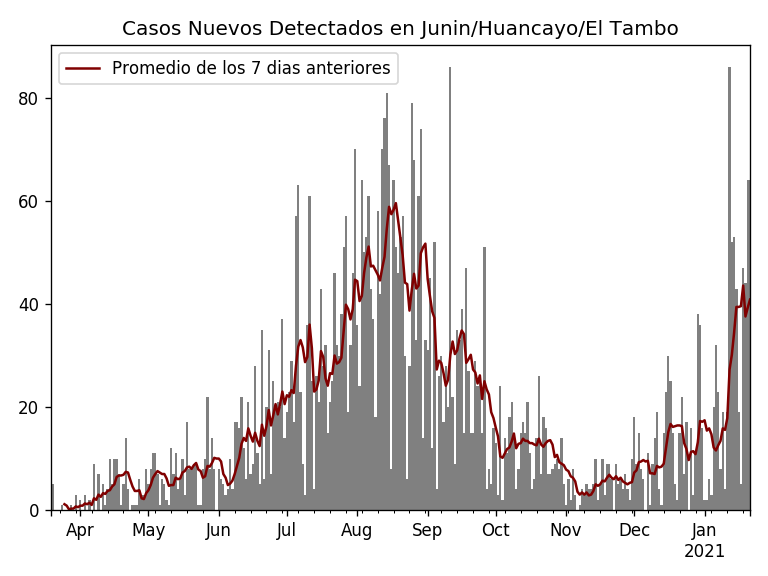 Casos Nuevos Detectados en Junin/Huancayo/El Tambo
Promedio de los 7 dias anteriores
80
60
40
20
0
Apr May Jun Jul Aug Sep Oct Nov Dec Jan
2021